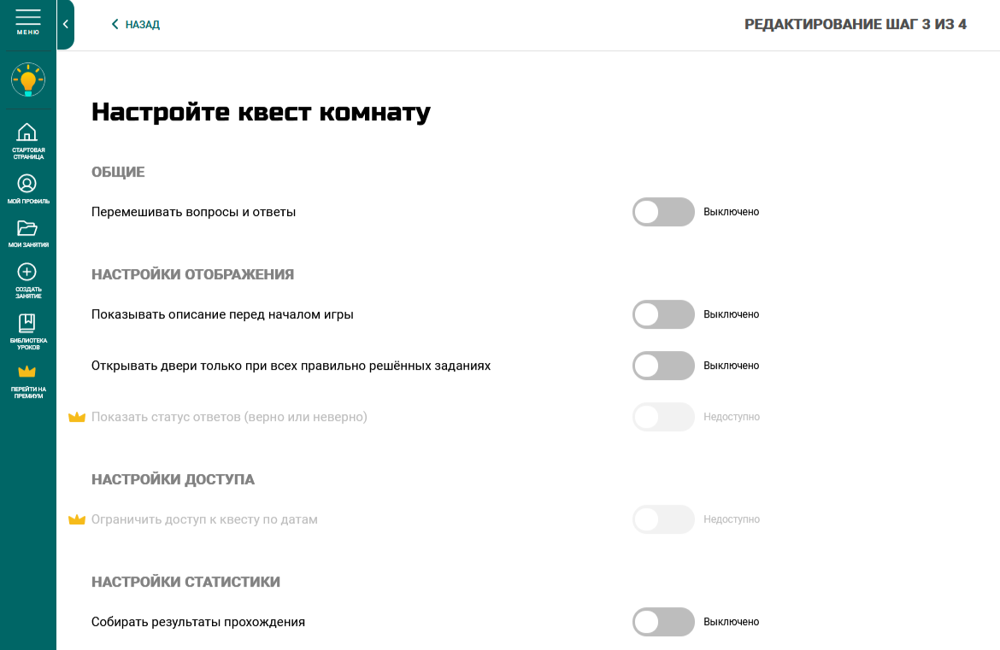 МЕНЮ
НАЗАД
РЕДАКТИРОВАНИЕ ШАГ 3 ИЗ 4
СТАРТОВАЯ
СТРАНИЦА
МОЙ ПРОФИЛЬ
МОИ ЗАНЯТИЯ
СОЗДАТЬ
ЗАНЯТИЕ
БИБЛИОТЕКА
УРОКОВ
ПЕРЕЙТИ НА
ПРЕМИУМ
Настройте квест комнату
ОБЩИЕ
Перемешивать вопросы и ответы Выключено
НАСТРОЙКИ ОТОБРАЖЕНИЯ
Показывать описание перед началом игры Выключено
Открывать двери только при всех правильно решённых заданиях Выключено
Показать статус ответов (верно или неверно) Недоступно
НАСТРОЙКИ ДОСТУПА
Ограничить доступ к квесту по датам Недоступно
НАСТРОЙКИ СТАТИСТИКИ
Собирать результаты прохождения Выключено